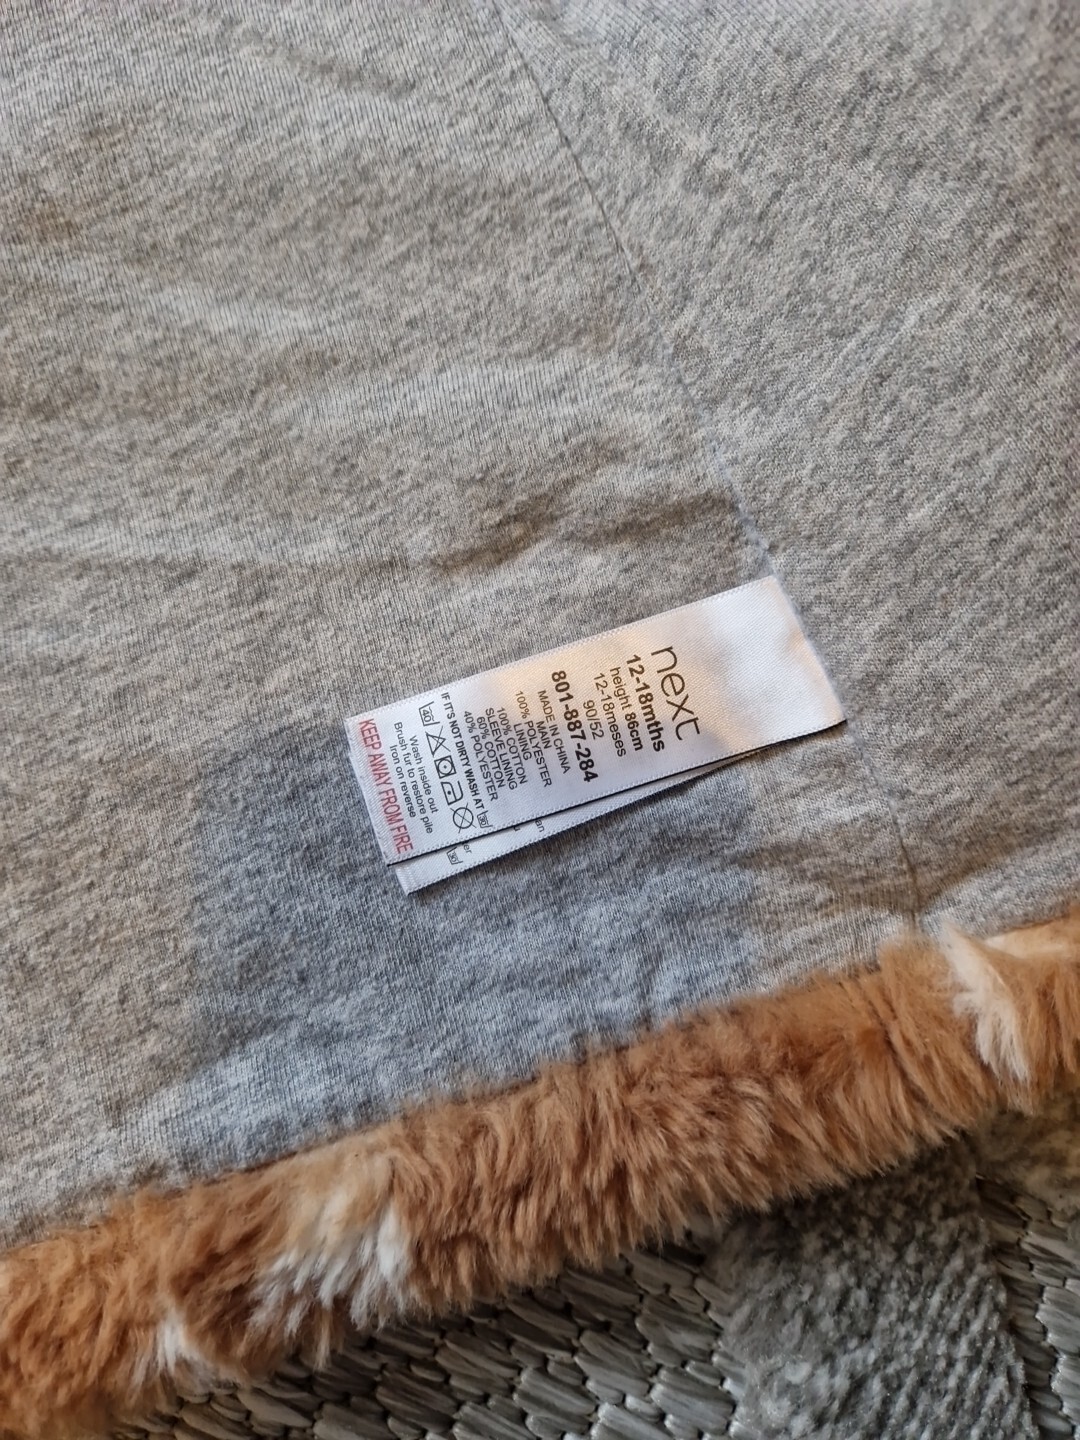 next
12-18mths
height 86cm
12-18meses
90/52
801-887-284
MADE IN CHINA
MAIN
100% POLYESTER
LINING
100% COTTON
SLEEVE LINING
60% COTTON
40% POLYESTER
IF IT'S NOT DIRTY WASH AT 30
40
Wash inside out
Brush fur to restore pile
Iron on reverse
KEEP AWAY FROM FIRE